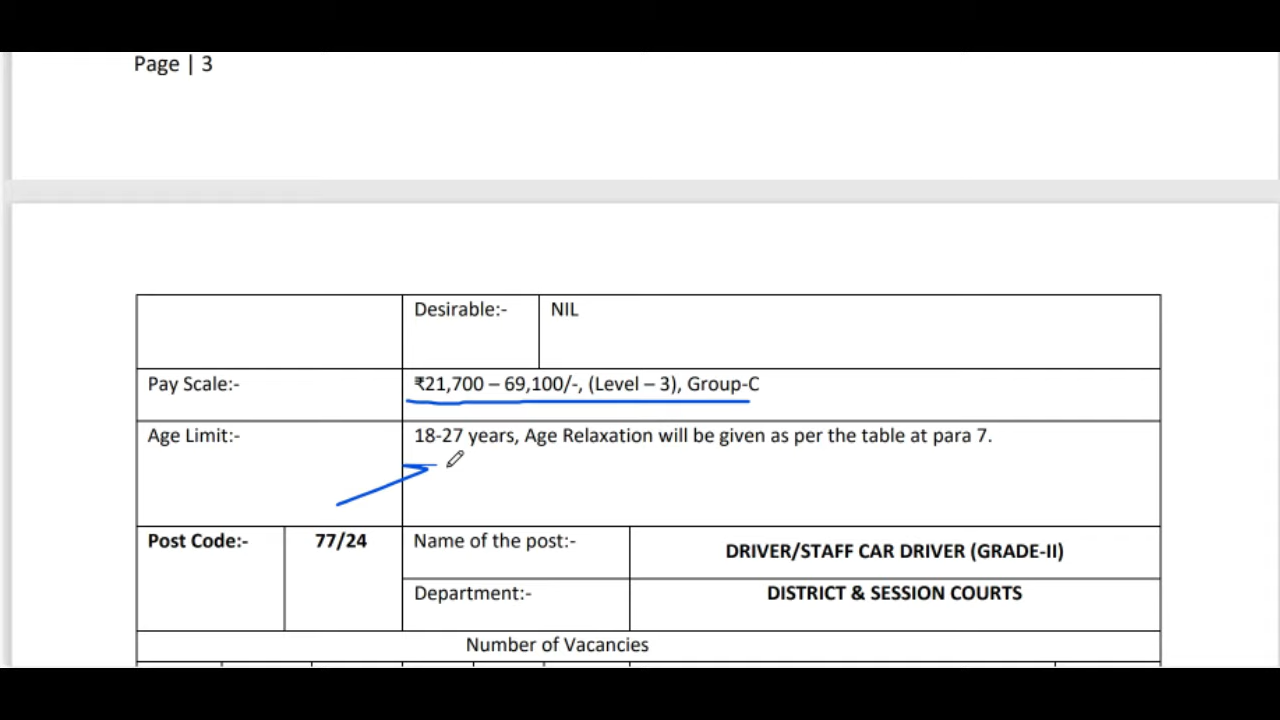 Page | 3
Desirable:- NIL
Pay Scale:- ₹21,700 – 69,100/-, (Level – 3), Group-C
Age Limit:- 18-27 years, Age Relaxation will be given as per the table at para 7.
Post Code:- 77/24 Name of the post:- DRIVER/STAFF CAR DRIVER (GRADE-II)
Department:- DISTRICT & SESSION COURTS
Number of Vacancies